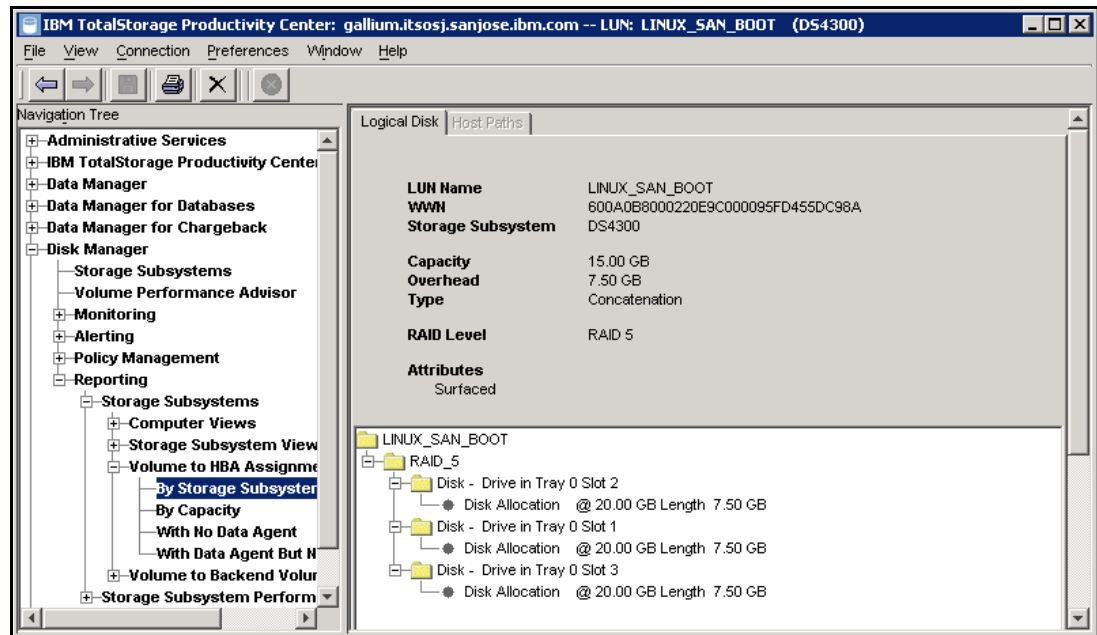 IBM TotalStorage Productivity Center: gallium.itsosj.sanjose.ibm.com -- LUN: LINUX_SAN_BOOT (DS4300)
File View Connection Preferences Window Help
Navigation Tree
Administrative Services
IBM TotalStorage Productivity Center
Data Manager
Data Manager for Databases
Data Manager for Chargeback
Disk Manager
Storage Subsystems
Volume Performance Advisor
Monitoring
Alerting
Policy Management
Reporting
Storage Subsystems
Computer Views
Storage Subsystem View
Volume to HBA Assignme
By Storage Subsyster
By Capacity
With No Data Agent
With Data Agent But N
Volume to Backend Volur
Storage Subsystem Perform
Logical Disk Host Paths
LUN Name LINUX_SAN_BOOT
WWN 600A0B8000220E9C000095FD455DC98A
Storage Subsystem DS4300
Capacity 15.00 GB
Overhead 7.50 GB
Type Concatenation
RAID Level RAID 5
Attributes
Surfaced
LINUX_SAN_BOOT
RAID_5
Disk - Drive in Tray 0 Slot 2
Disk Allocation @ 20.00 GB Length 7.50 GB
Disk - Drive in Tray 0 Slot 1
Disk Allocation @ 20.00 GB Length 7.50 GB
Disk - Drive in Tray 0 Slot 3
Disk Allocation @ 20.00 GB Length 7.50 GB